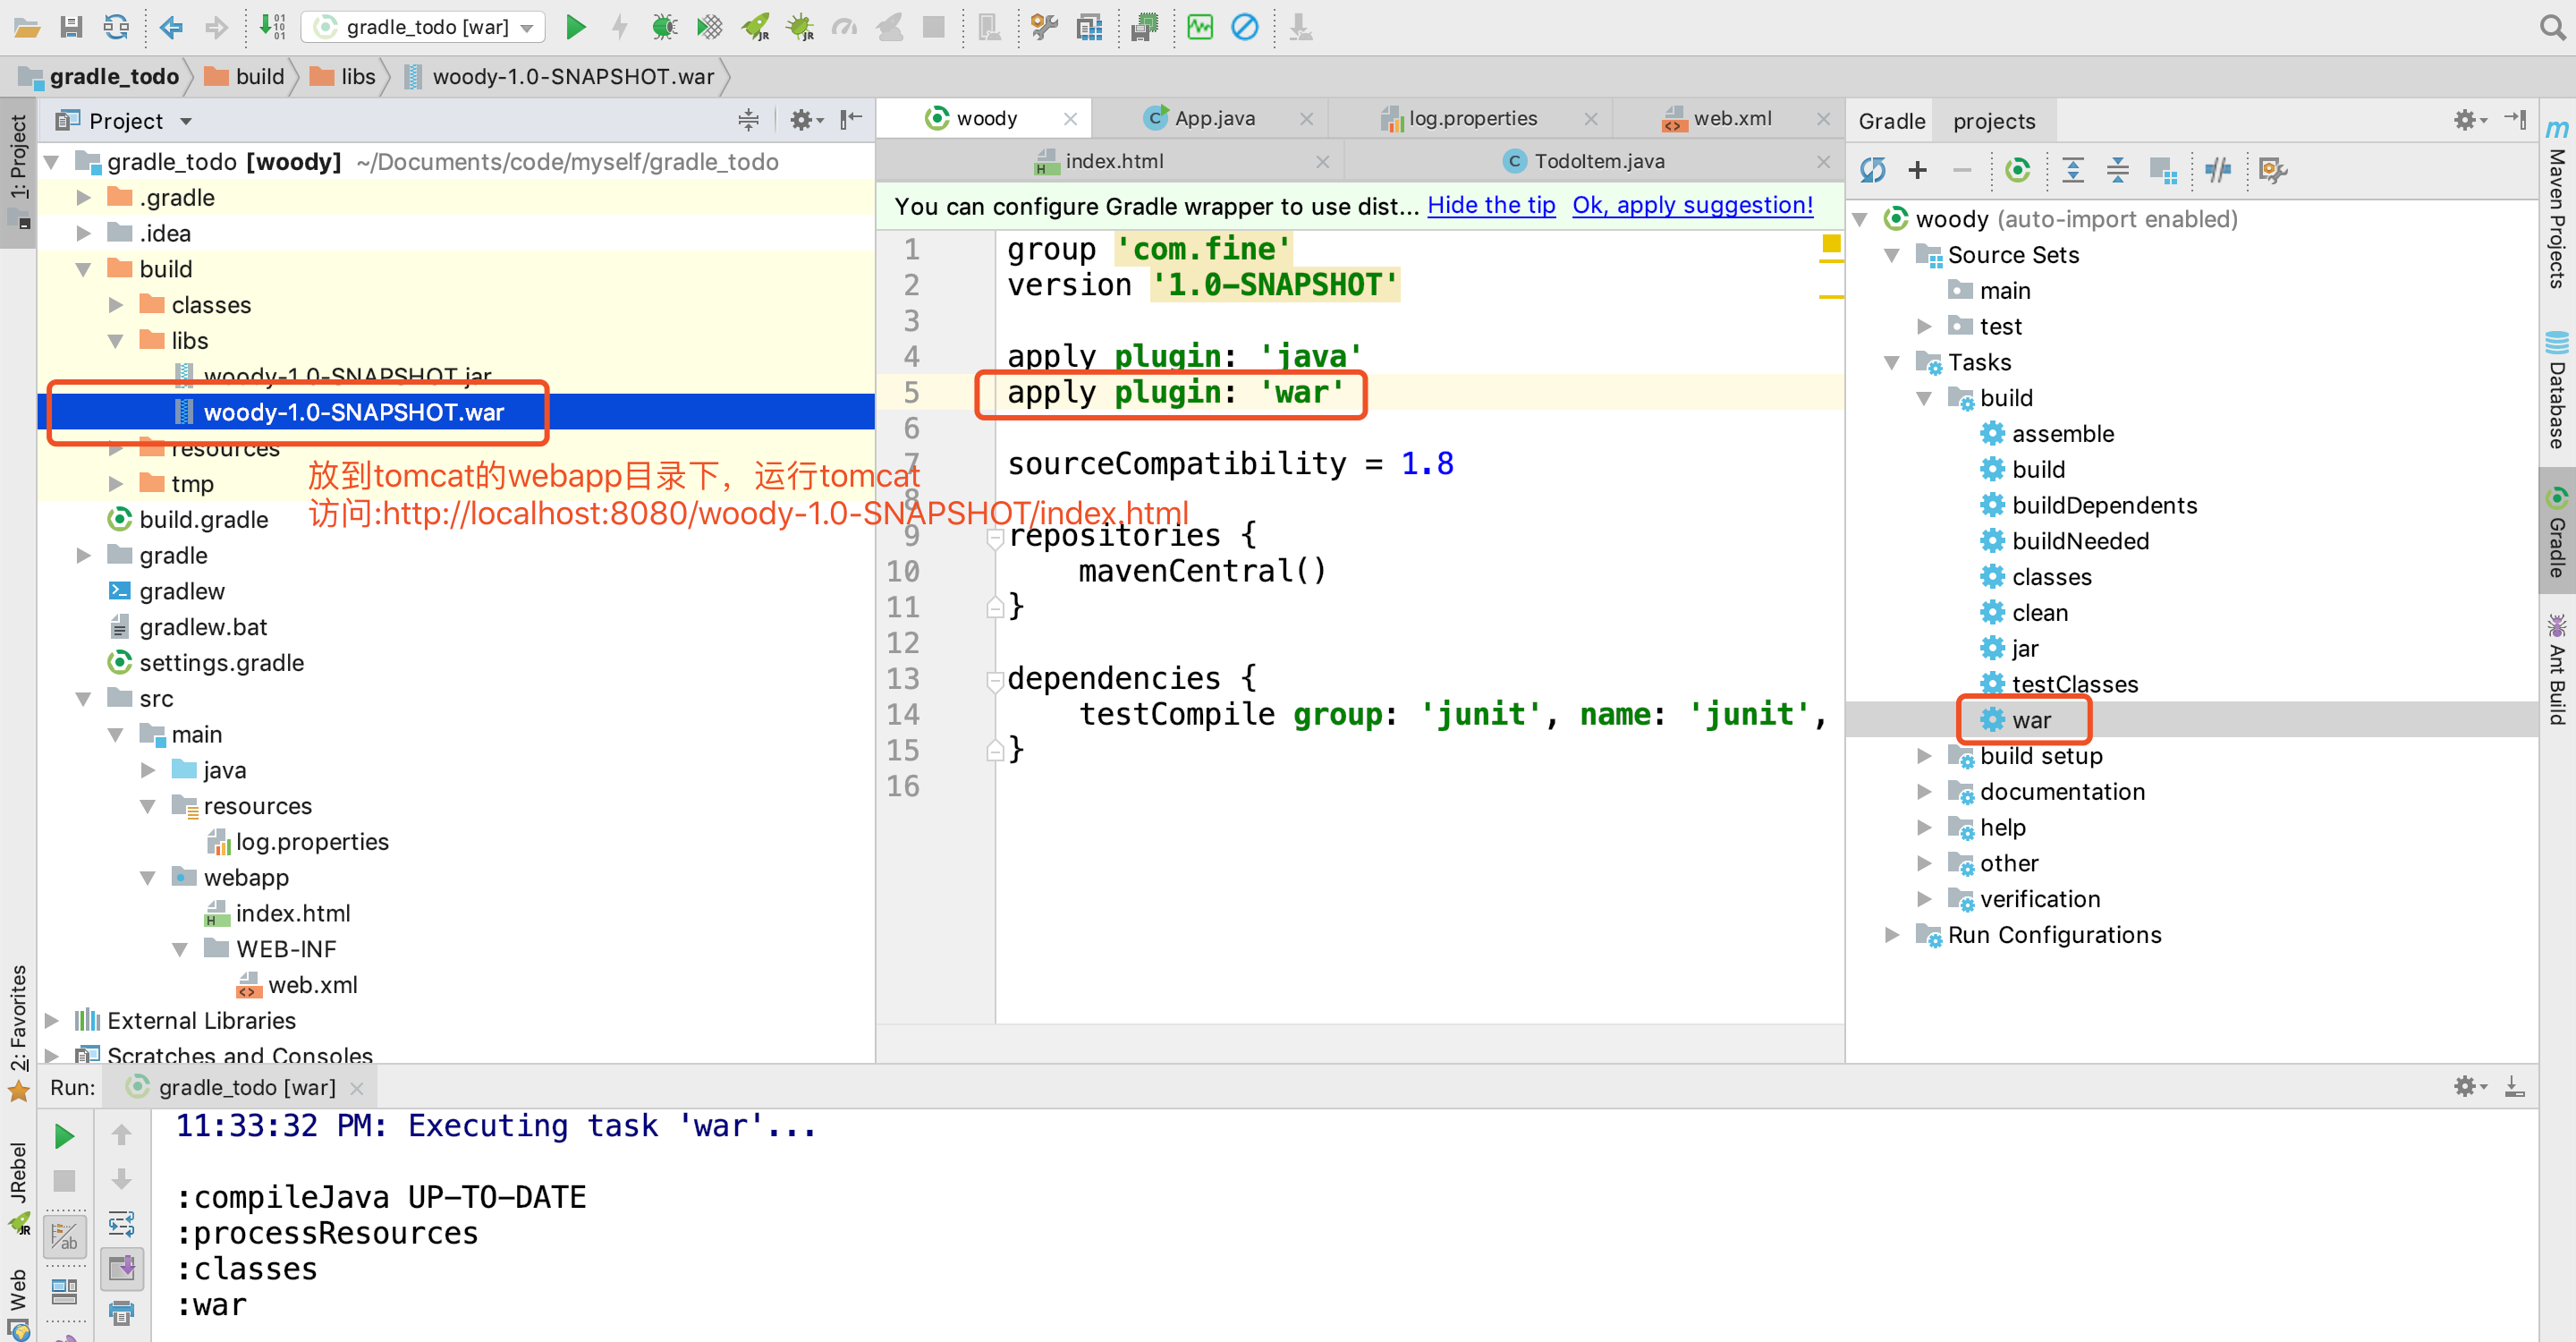 gradle_todo [war]
gradle_todo
build
libs
woody-1.0-SNAPSHOT.war
1: Project
Project
gradle_todo [woody] ~/Documents/code/myself/gradle_todo
.gradle
.idea
build
classes
libs
woody-1.0-SNAPSHOT.jar
woody-1.0-SNAPSHOT.war
resources
tmp
build.gradle
gradle
gradlew
gradlew.bat
settings.gradle
src
main
java
resources
log.properties
webapp
index.html
WEB-INF
web.xml
External Libraries
Scratches and Consoles
放到tomcat的webapp目录下，运行tomcat
访问:http://localhost:8080/woody-1.0-SNAPSHOT/index.html
woody
App.java
log.properties
web.xml
index.html
TodoItem.java
You can configure Gradle wrapper to use dist... Hide the tip Ok, apply suggestion!
1 group 'com.fine'
2 version '1.0-SNAPSHOT'
3
4 apply plugin: 'java'
5 apply plugin: 'war'
6
7 sourceCompatibility = 1.8
8
9 repositories {
10 mavenCentral()
11 }
12
13 dependencies {
14 testCompile group: 'junit', name: 'junit',
15 }
16
Gradle projects
woody (auto-import enabled)
Source Sets
main
test
Tasks
build
assemble
build
buildDependents
buildNeeded
classes
clean
jar
testClasses
war
build setup
documentation
help
other
verification
Run Configurations
Maven Projects
Database
Gradle
Ant Build
2: Favorites
JRebel
Web
Run: gradle_todo [war]
11:33:32 PM: Executing task 'war'...
:compileJava UP-TO-DATE
:processResources
:classes
:war